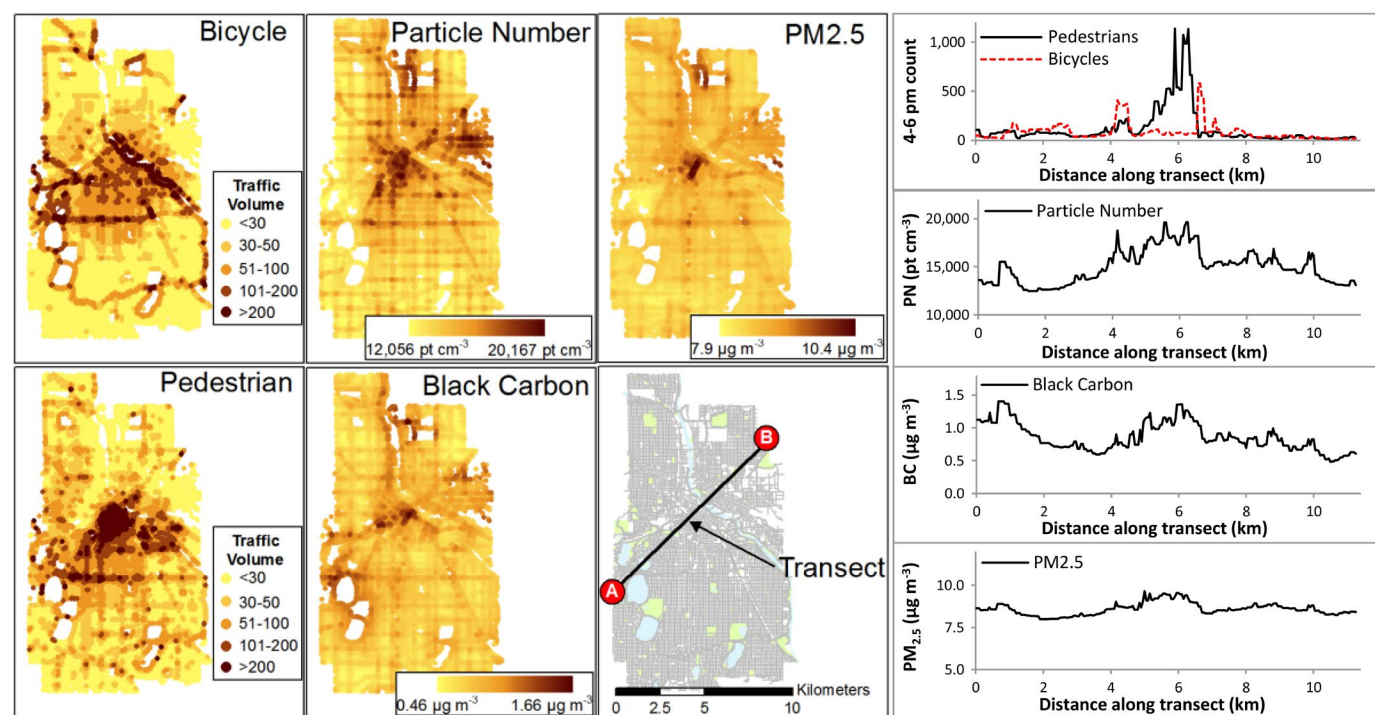 Bicycle
Traffic
Volume
<30
30-50
51-100
101-200
>200
Particle Number
12,056 pt cm⁻³ 20,167 pt cm⁻³
PM2.5
7.9 µg m⁻³ 10.4 µg m⁻³
Pedestrian
Traffic
Volume
<30
30-50
51-100
101-200
>200
Black Carbon
0.46 µg m⁻³ 1.66 µg m⁻³
B
A
Transect
Kilometers
0 2.5 5 10
4-6 pm count
1,000
500
0
Pedestrians
Bicycles
0 2 4 6 8 10
Distance along transect (km)
PN (pt cm⁻³)
20,000
15,000
10,000
Particle Number
0 2 4 6 8 10
Distance along transect (km)
BC (µg m⁻³)
1.5
1.0
0.5
0.0
Black Carbon
0 2 4 6 8 10
Distance along transect (km)
PM₂.₅ (µg m⁻³)
10.0
7.5
5.0
PM2.5
0 2 4 6 8 10
Distance along transect (km)